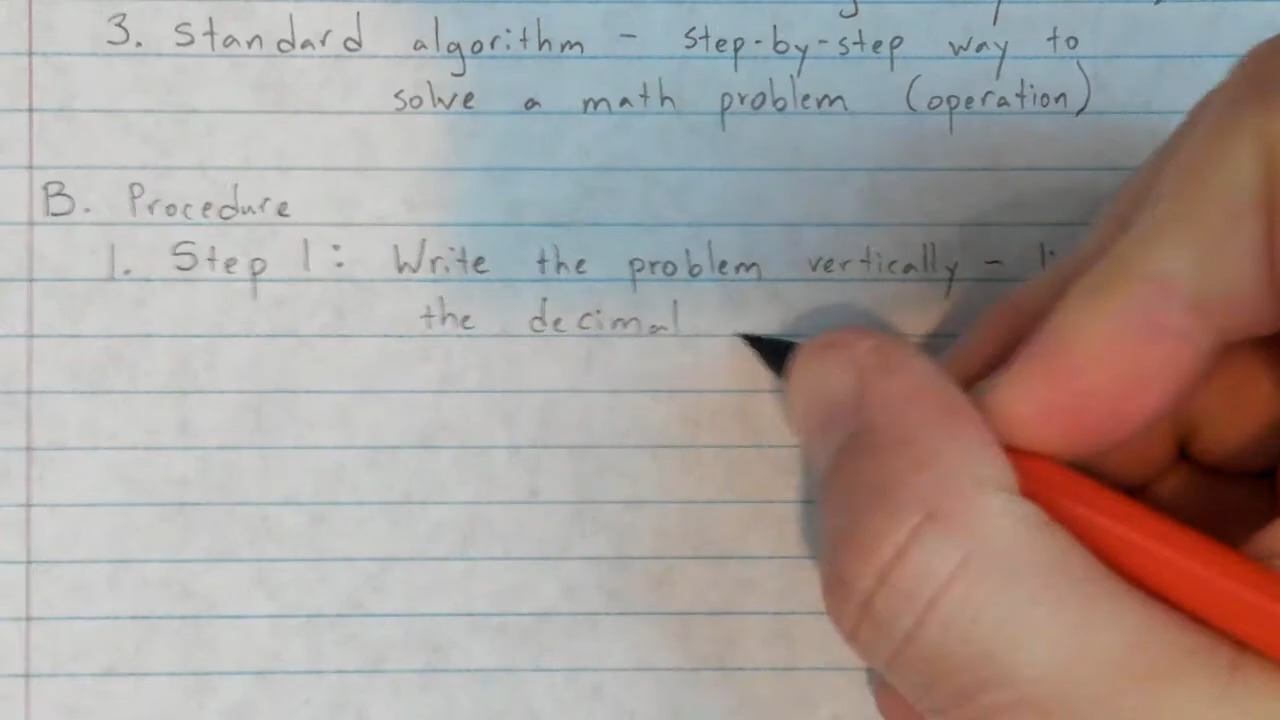 3. Standard algorithm - step-by-step way to
solve a math problem (operation)
B. Procedure
1. Step 1: Write the problem vertically -
the decimal